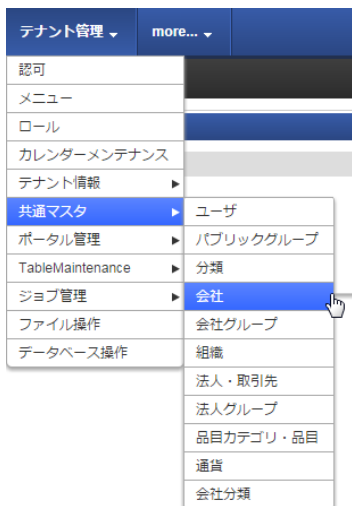 テナント管理
more...
認可
メニュー
ロール
カレンダーメンテナンス
テナント情報
共通マスタ
ポータル管理
TableMaintenance
ジョブ管理
ファイル操作
データベース操作
ユーザ
パブリックグループ
分類
会社
会社グループ
組織
法人・取引先
法人グループ
品目カテゴリ・品目
通貨
会社分類